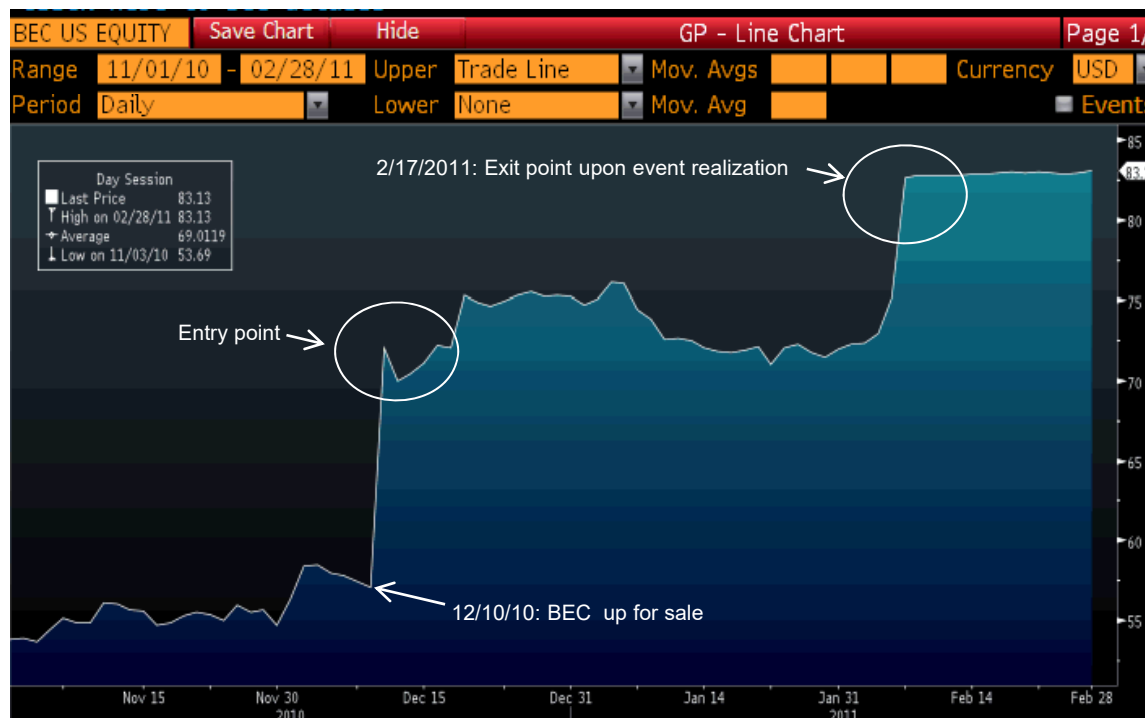 BEC US EQUITY Save Chart Hide GP - Line Chart Page 1/
Range 11/01/10 - 02/28/11 Upper Trade Line Mov. Avgs Currency USD
Period Daily Lower None Mov. Avg Event
85
2/17/2011: Exit point upon event realization
83.
Day Session
Last Price 83.13
High on 02/28/11 83.13
Average 69.0119
Low on 11/03/10 53.69
80
75
Entry point
70
65
60
12/10/10: BEC up for sale
55
Nov 15 Nov 30 Dec 15 Dec 31 Jan 14 Jan 31 Feb 14 Feb 28
2010 2011